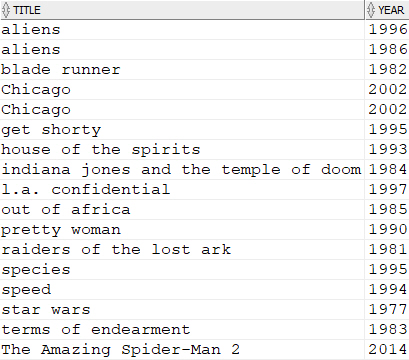 TITLE YEAR
aliens 1996
aliens 1986
blade runner 1982
Chicago 2002
Chicago 2002
get shorty 1995
house of the spirits 1993
indiana jones and the temple of doom 1984
l.a. confidential 1997
out of africa 1985
pretty woman 1990
raiders of the lost ark 1981
species 1995
speed 1994
star wars 1977
terms of endearment 1983
The Amazing Spider-Man 2 2014